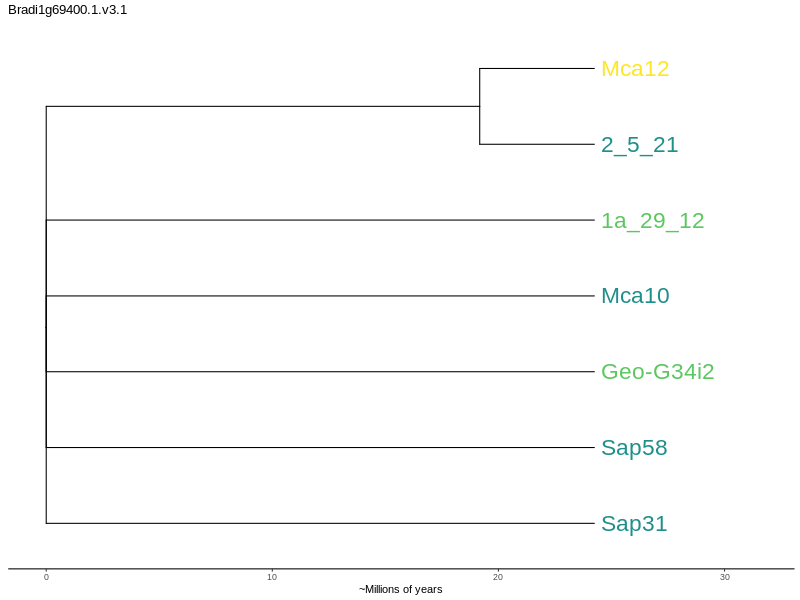 Bradi1g69400.1.v3.1
Mca12
2_5_21
1a_29_12
Mca10
Geo-G34i2
Sap58
Sap31
0 10 20 30
~Millions of years